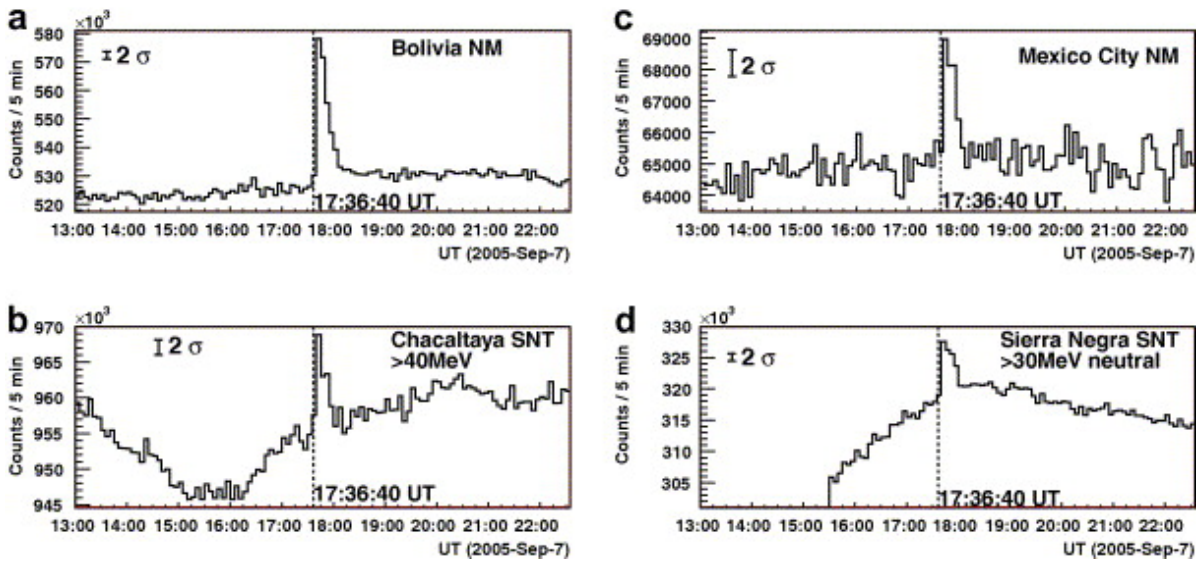 a
×10³
580
570
560
550
540
530
520
Counts / 5 min
2 σ
Bolivia NM
17:36:40 UT
13:00 14:00 15:00 16:00 17:00 18:00 19:00 20:00 21:00 22:00
UT (2005-Sep-7)
c
69000
68000
67000
66000
65000
64000
Counts / 5 min
2 σ
Mexico City NM
17:36:40 UT
13:00 14:00 15:00 16:00 17:00 18:00 19:00 20:00 21:00 22:00
UT (2005-Sep-7)
b
×10³
970
965
960
955
950
945
Counts / 5 min
2 σ
Chacaltaya SNT
>40MeV
17:36:40 UT
13:00 14:00 15:00 16:00 17:00 18:00 19:00 20:00 21:00 22:00
UT (2005-Sep-7)
d
×10³
330
325
320
315
310
305
Counts / 5 min
2 σ
Sierra Negra SNT
>30MeV neutral
17:36:40 UT
13:00 14:00 15:00 16:00 17:00 18:00 19:00 20:00 21:00 22:00
UT (2005-Sep-7)